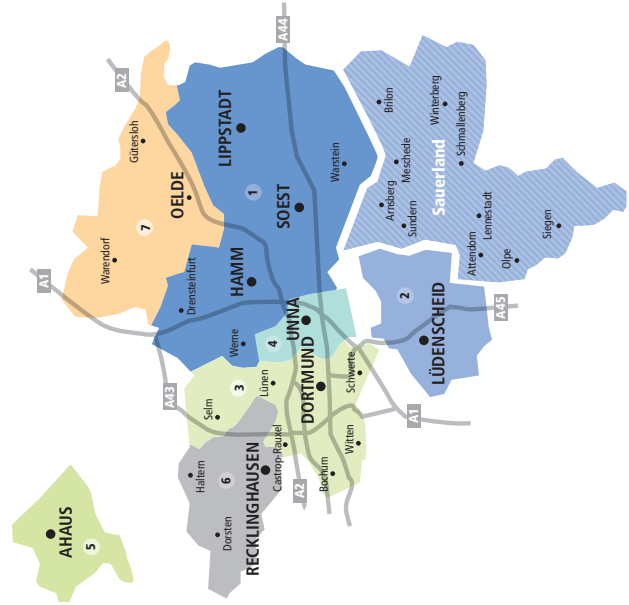 A1
AHAUS
5
Warendorf
A2
Gütersloh
7
A43
OELDE
Drensteinfurt
Haltern
Selm
LIPPSTADT
Dorsten
6
Werne
HAMM
3
RECKLINGHAUSEN
1
Lünen
4
Castrop-Rauxel
SOEST
A44
UNNA
A2
DORTMUND
Bochum
Warstein
Witten
Schwerte
Arnsberg
Brilon
2
Meschede
Sundern
A1
Winterberg
LÜDENSCHEID
Sauerland
Schmallenberg
Attendorn
Lennestadt
A45
Olpe
Siegen